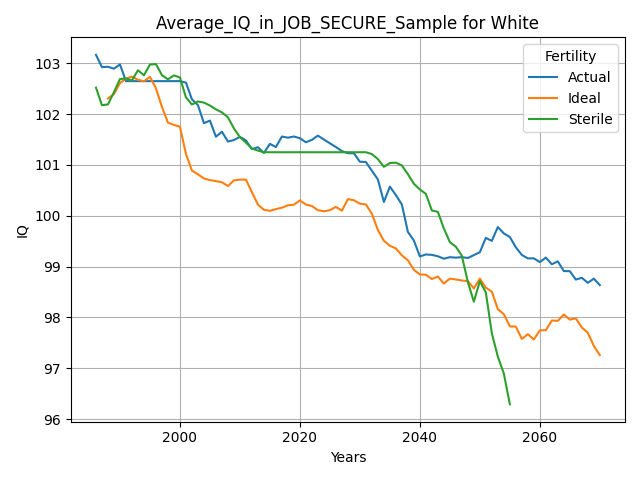 Average_IQ_in_JOB_SECURE_Sample for White
Fertility
Actual
Ideal
Sterile
IQ
103
102
101
100
99
98
97
96
2000
2020
2040
2060
Years